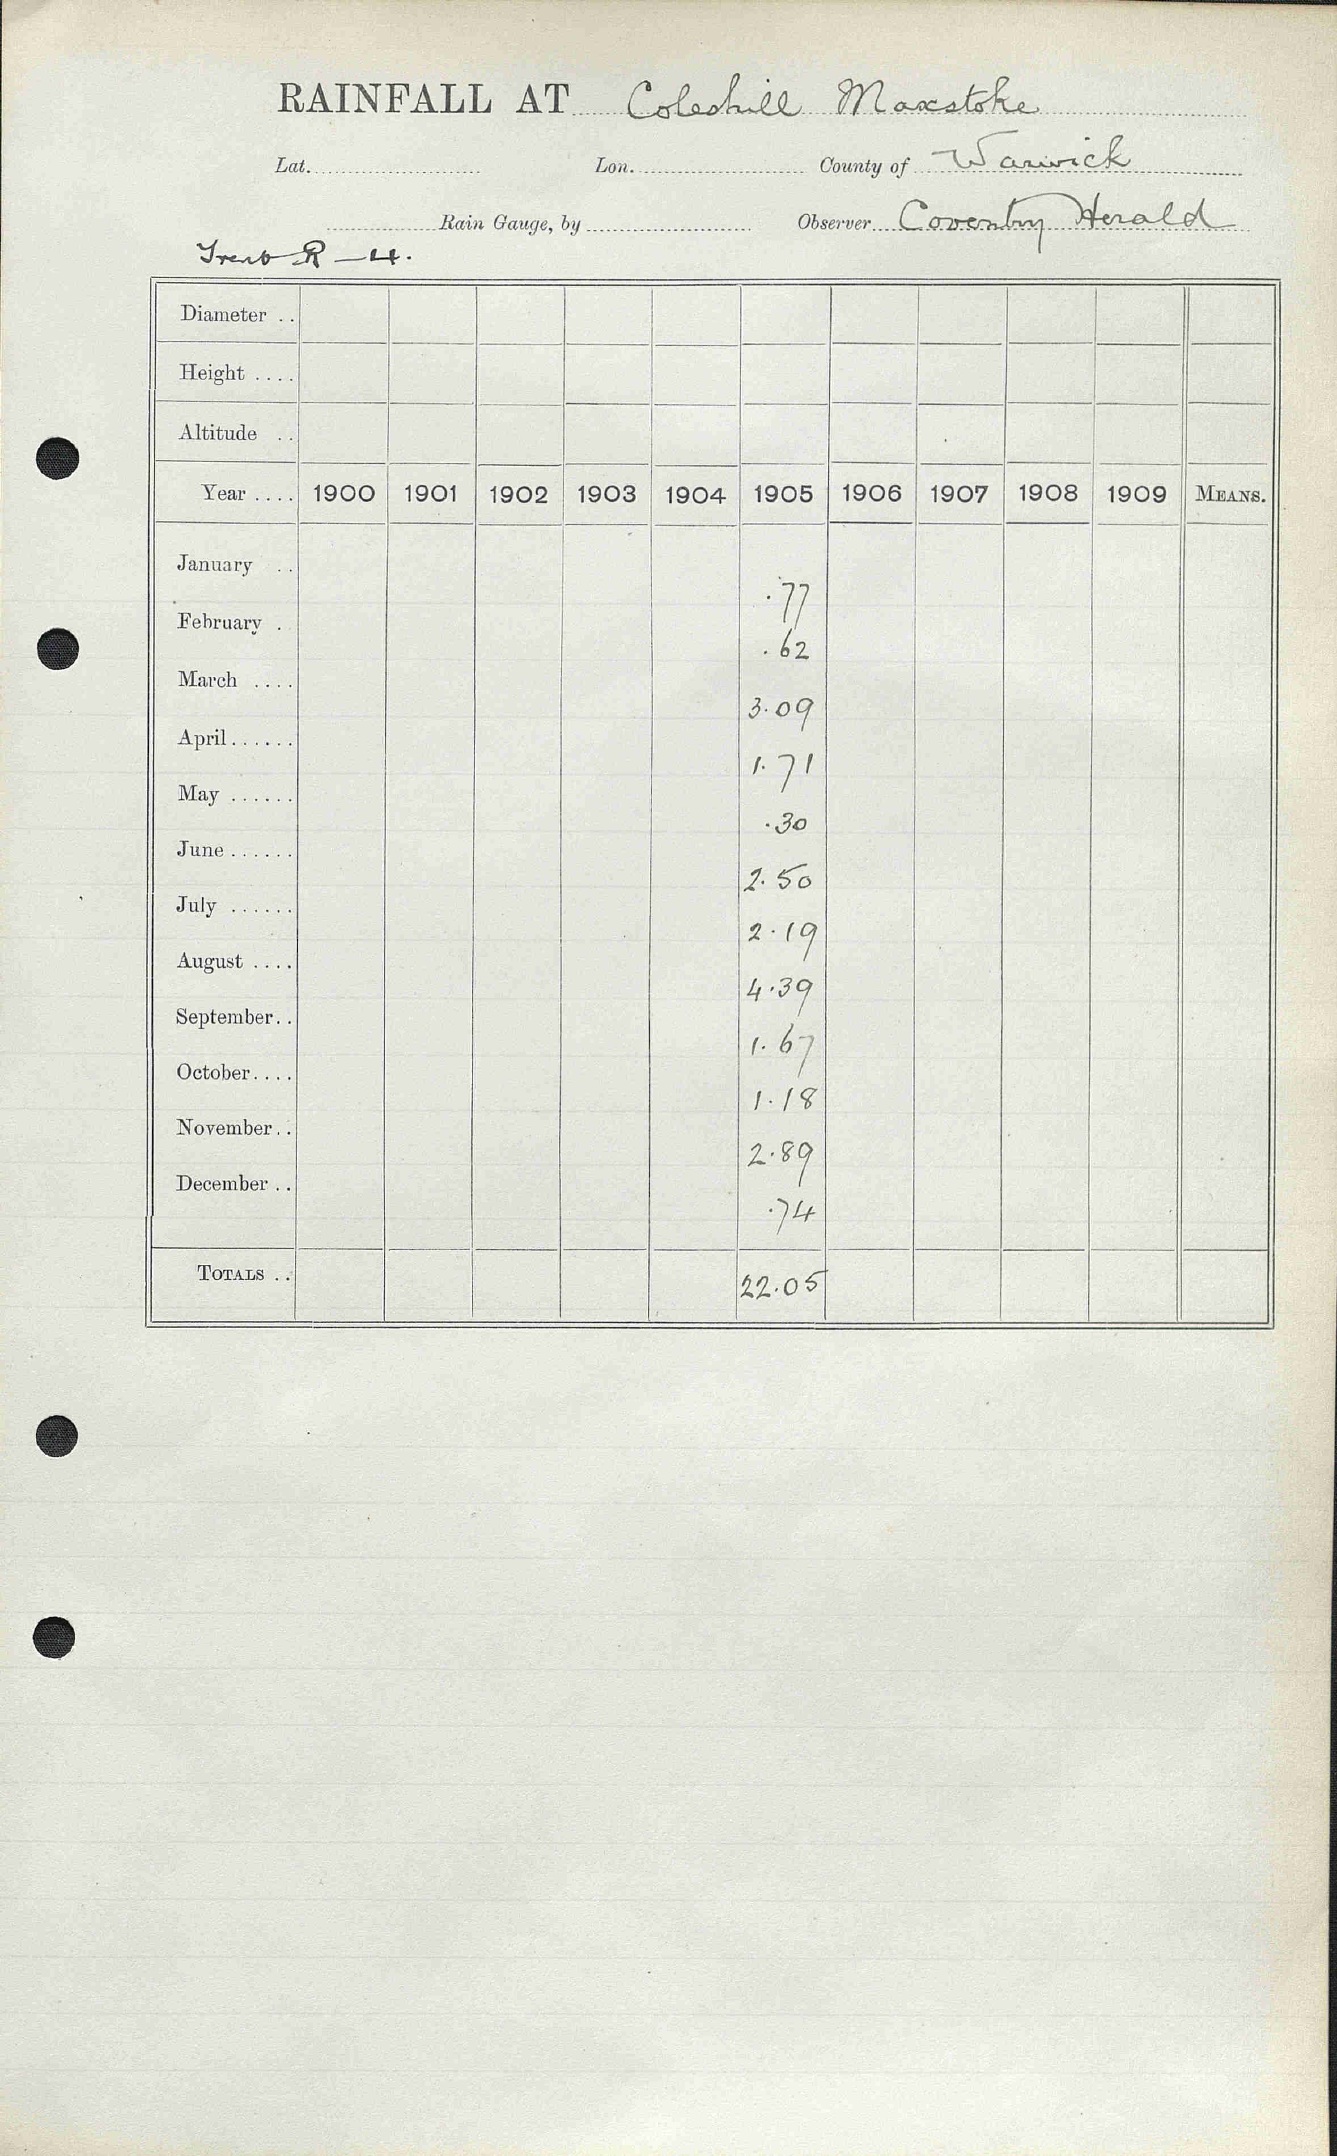 RAINFALL AT Coleshill Maxstoke
Lat. Lon. County of Warwick
Rain Gauge, by Observer Coventry Herald
Trent R – 4.
Diameter ..
Height ....
Altitude ..
Year .... 1900 1901 1902 1903 1904 1905 1906 1907 1908 1909 MEANS.
January .. .77
February . .62
March .... 3.09
April...... 1.71
May ...... .30
June ...... 2.50
July ...... 2.19
August .... 4.39
September.. 1.67
October.... 1.18
November.. 2.89
December .. .74
TOTALS .. 22.05